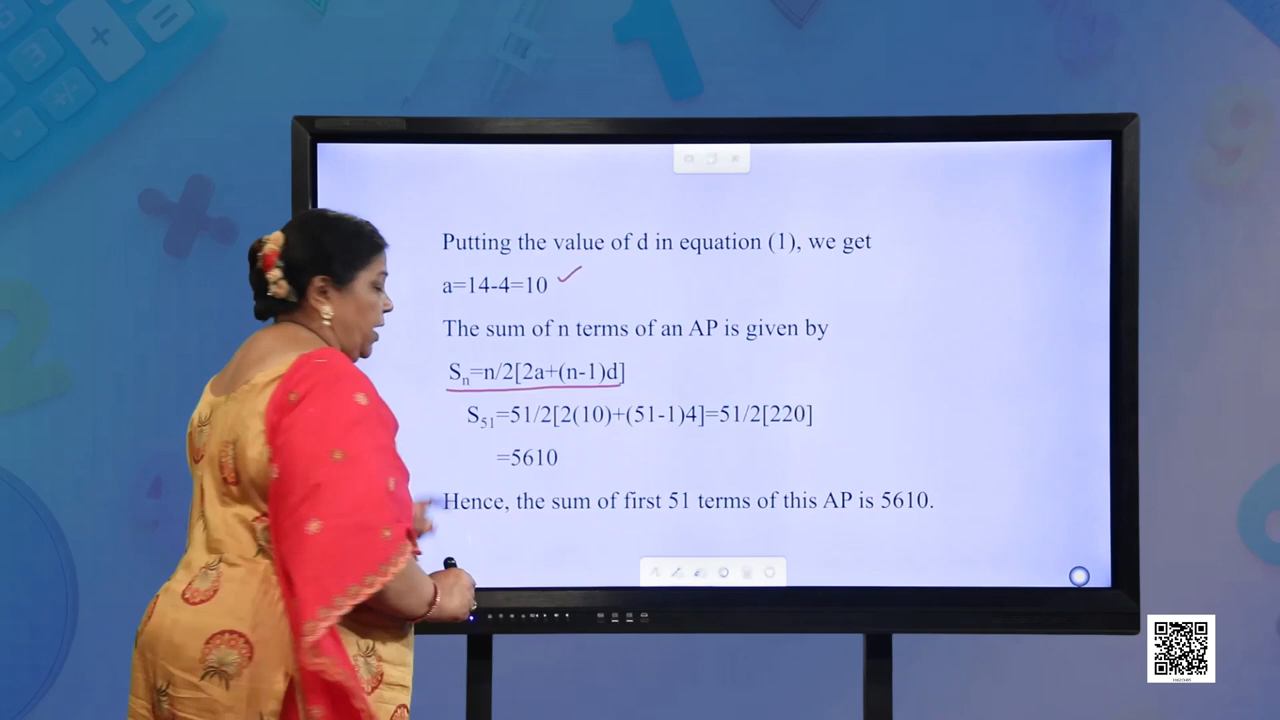 Putting the value of d in equation (1), we get
a=14-4=10
The sum of n terms of an AP is given by
Sₙ=n/2[2a+(n-1)d]
S₅₁=51/2[2(10)+(51-1)4]=51/2[220]
=5610
Hence, the sum of first 51 terms of this AP is 5610.